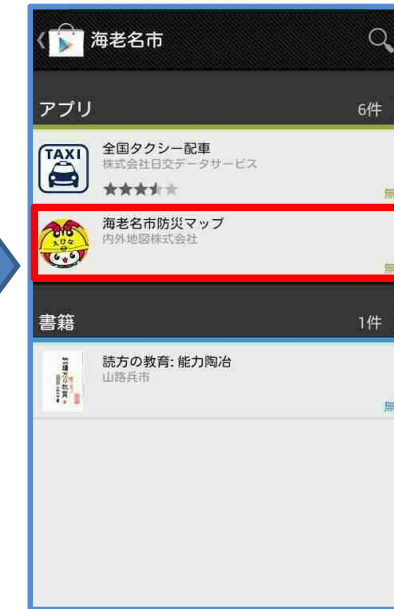 海老名市
アプリ 6件
TAXI
全国タクシー配車
株式会社日交データサービス
無
海老名市防災マップ
内外地図株式会社
えびな
無
書籍 1件
読方の教育: 能力陶冶
山路兵市
無